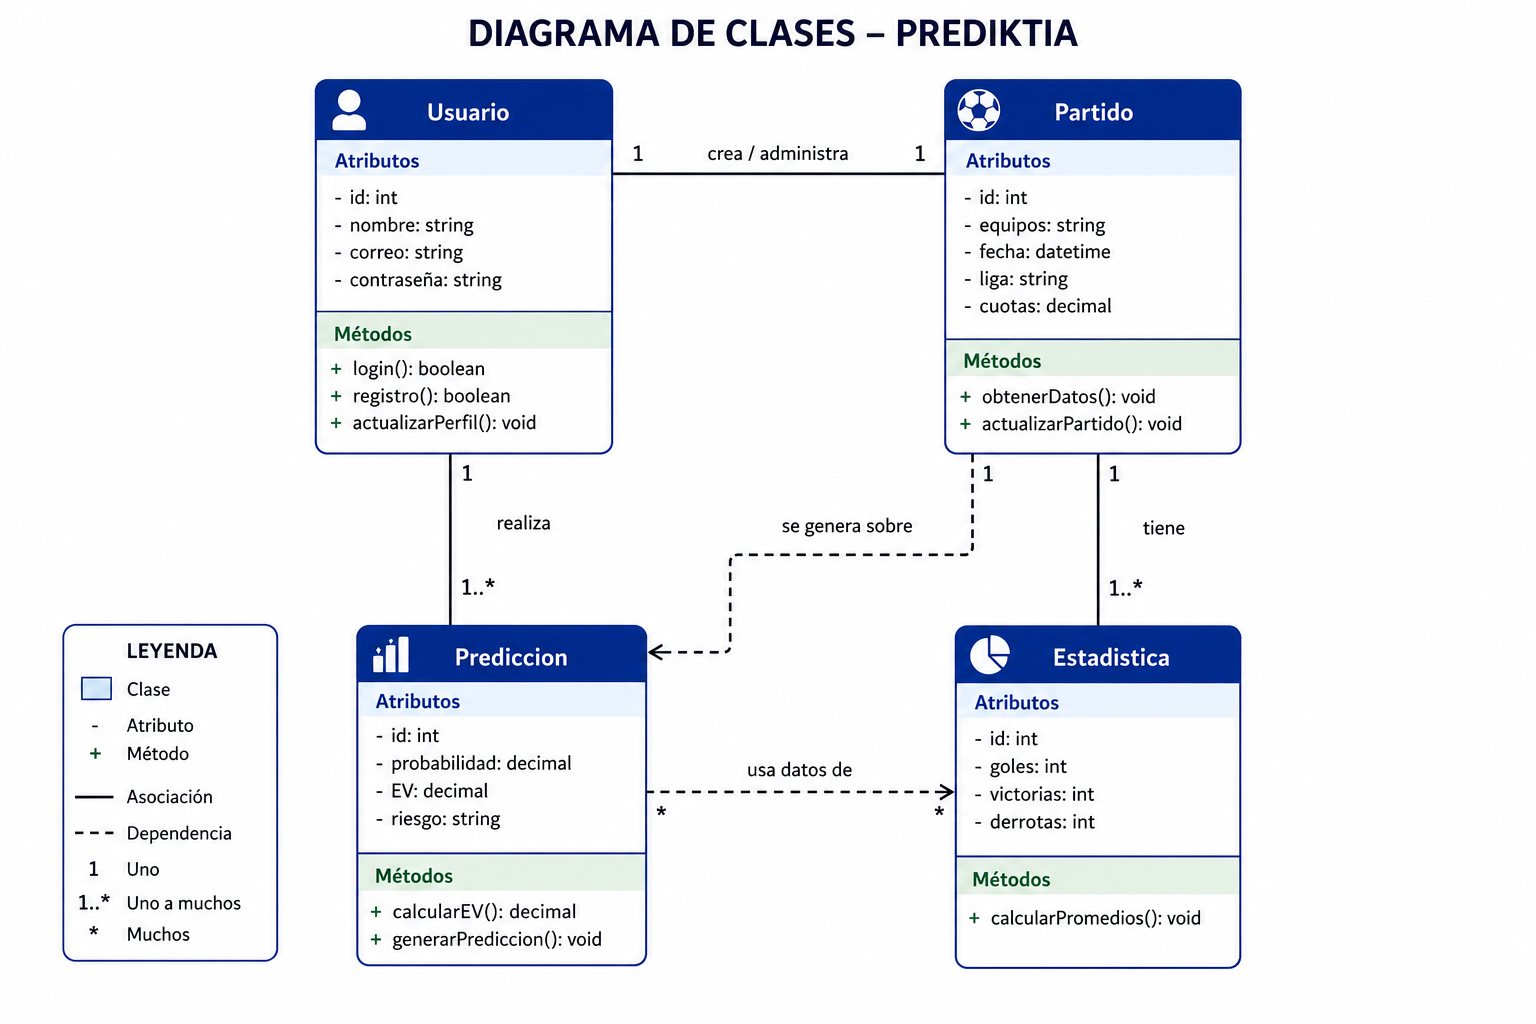 DIAGRAMA DE CLASES – PREDIKTIA
Usuario
Atributos
- id: int
- nombre: string
- correo: string
- contraseña: string
Métodos
+ login(): boolean
+ registro(): boolean
+ actualizarPerfil(): void
1 crea / administra 1
Partido
Atributos
- id: int
- equipos: string
- fecha: datetime
- liga: string
- cuotas: decimal
Métodos
+ obtenerDatos(): void
+ actualizarPartido(): void
1
realiza
1..*
1
se genera sobre
1
tiene
1..*
LEYENDA
Clase
- Atributo
+ Método
Asociación
Dependencia
1 Uno
1..* Uno a muchos
* Muchos
Prediccion
Atributos
- id: int
- probabilidad: decimal
- EV: decimal
- riesgo: string
Métodos
+ calcularEV(): decimal
+ generarPrediccion(): void
usa datos de
* *
Estadistica
Atributos
- id: int
- goles: int
- victorias: int
- derrotas: int
Métodos
+ calcularPromedios(): void